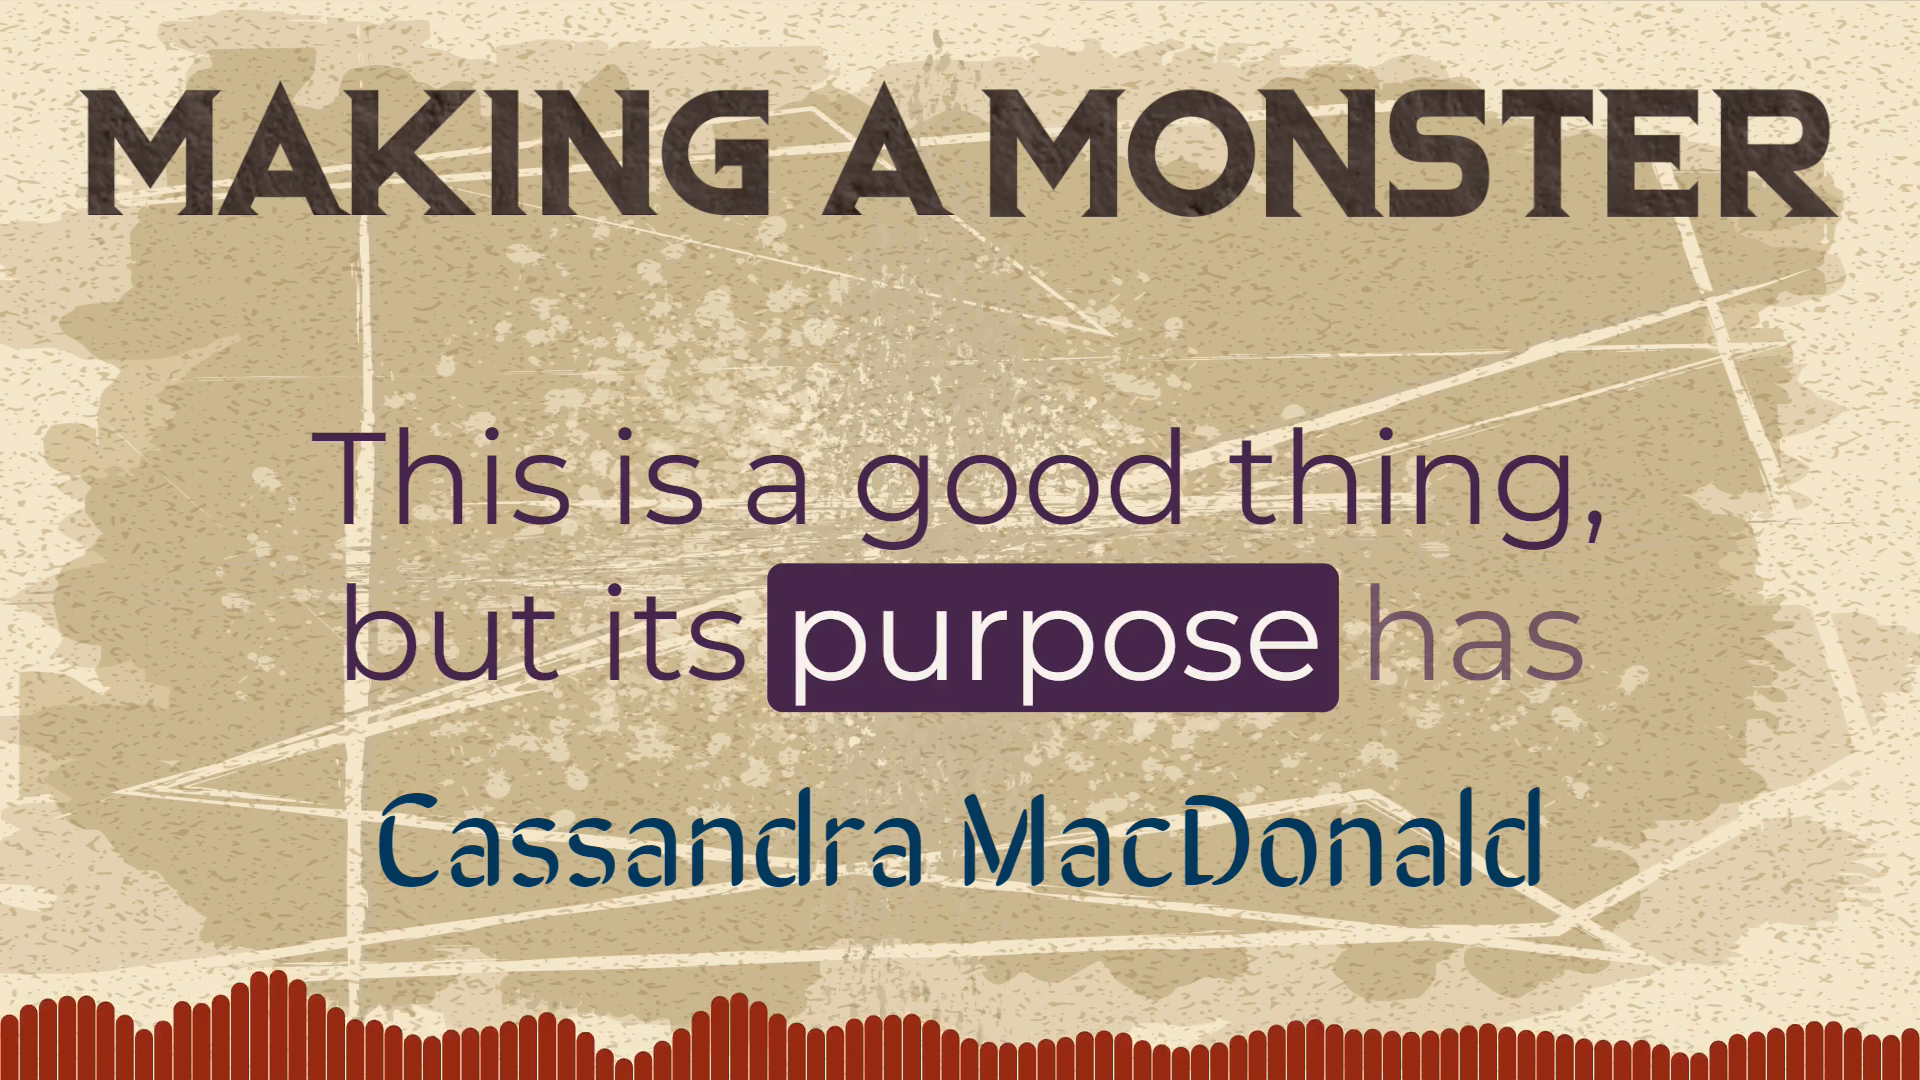 MAKING A MONSTER
This is a good thing,
but its purpose has
Cassandra MacDonald